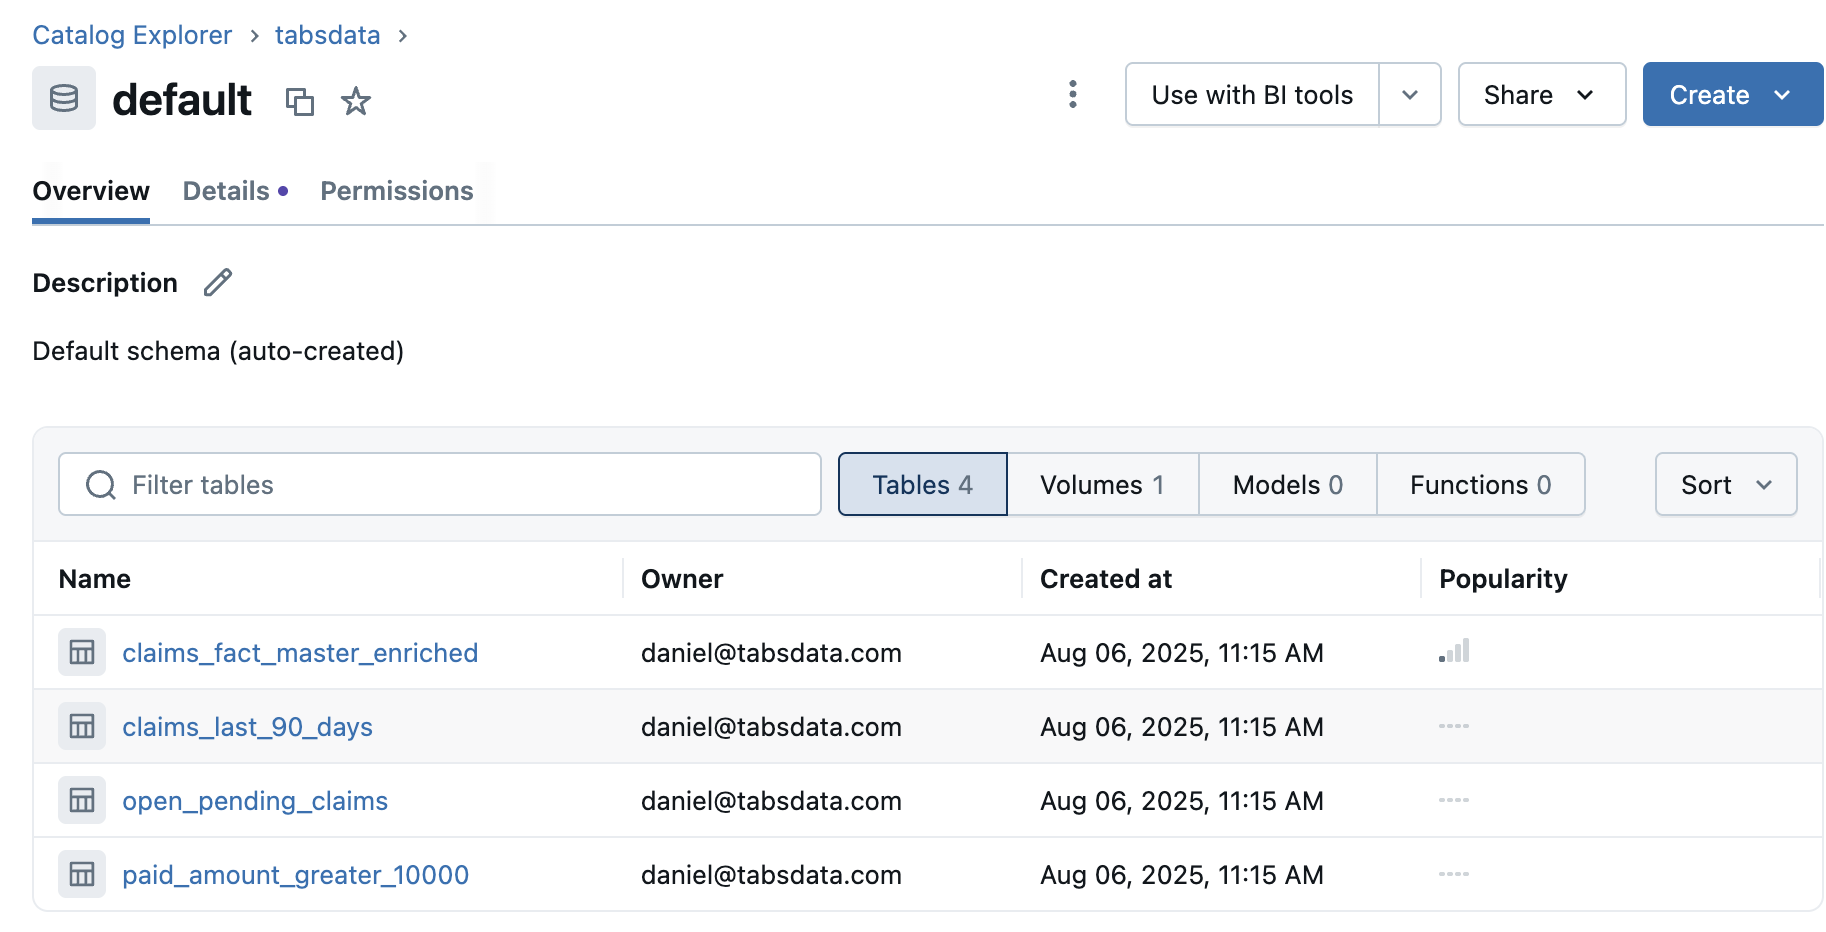 Catalog Explorer > tabsdata >
default
Use with BI tools
Share
Create
Overview Details Permissions
Description
Default schema (auto-created)
Filter tables
Tables 4 Volumes 1 Models 0 Functions 0
Sort
Name Owner Created at Popularity
claims_fact_master_enriched daniel@tabsdata.com Aug 06, 2025, 11:15 AM
claims_last_90_days daniel@tabsdata.com Aug 06, 2025, 11:15 AM
open_pending_claims daniel@tabsdata.com Aug 06, 2025, 11:15 AM
paid_amount_greater_10000 daniel@tabsdata.com Aug 06, 2025, 11:15 AM